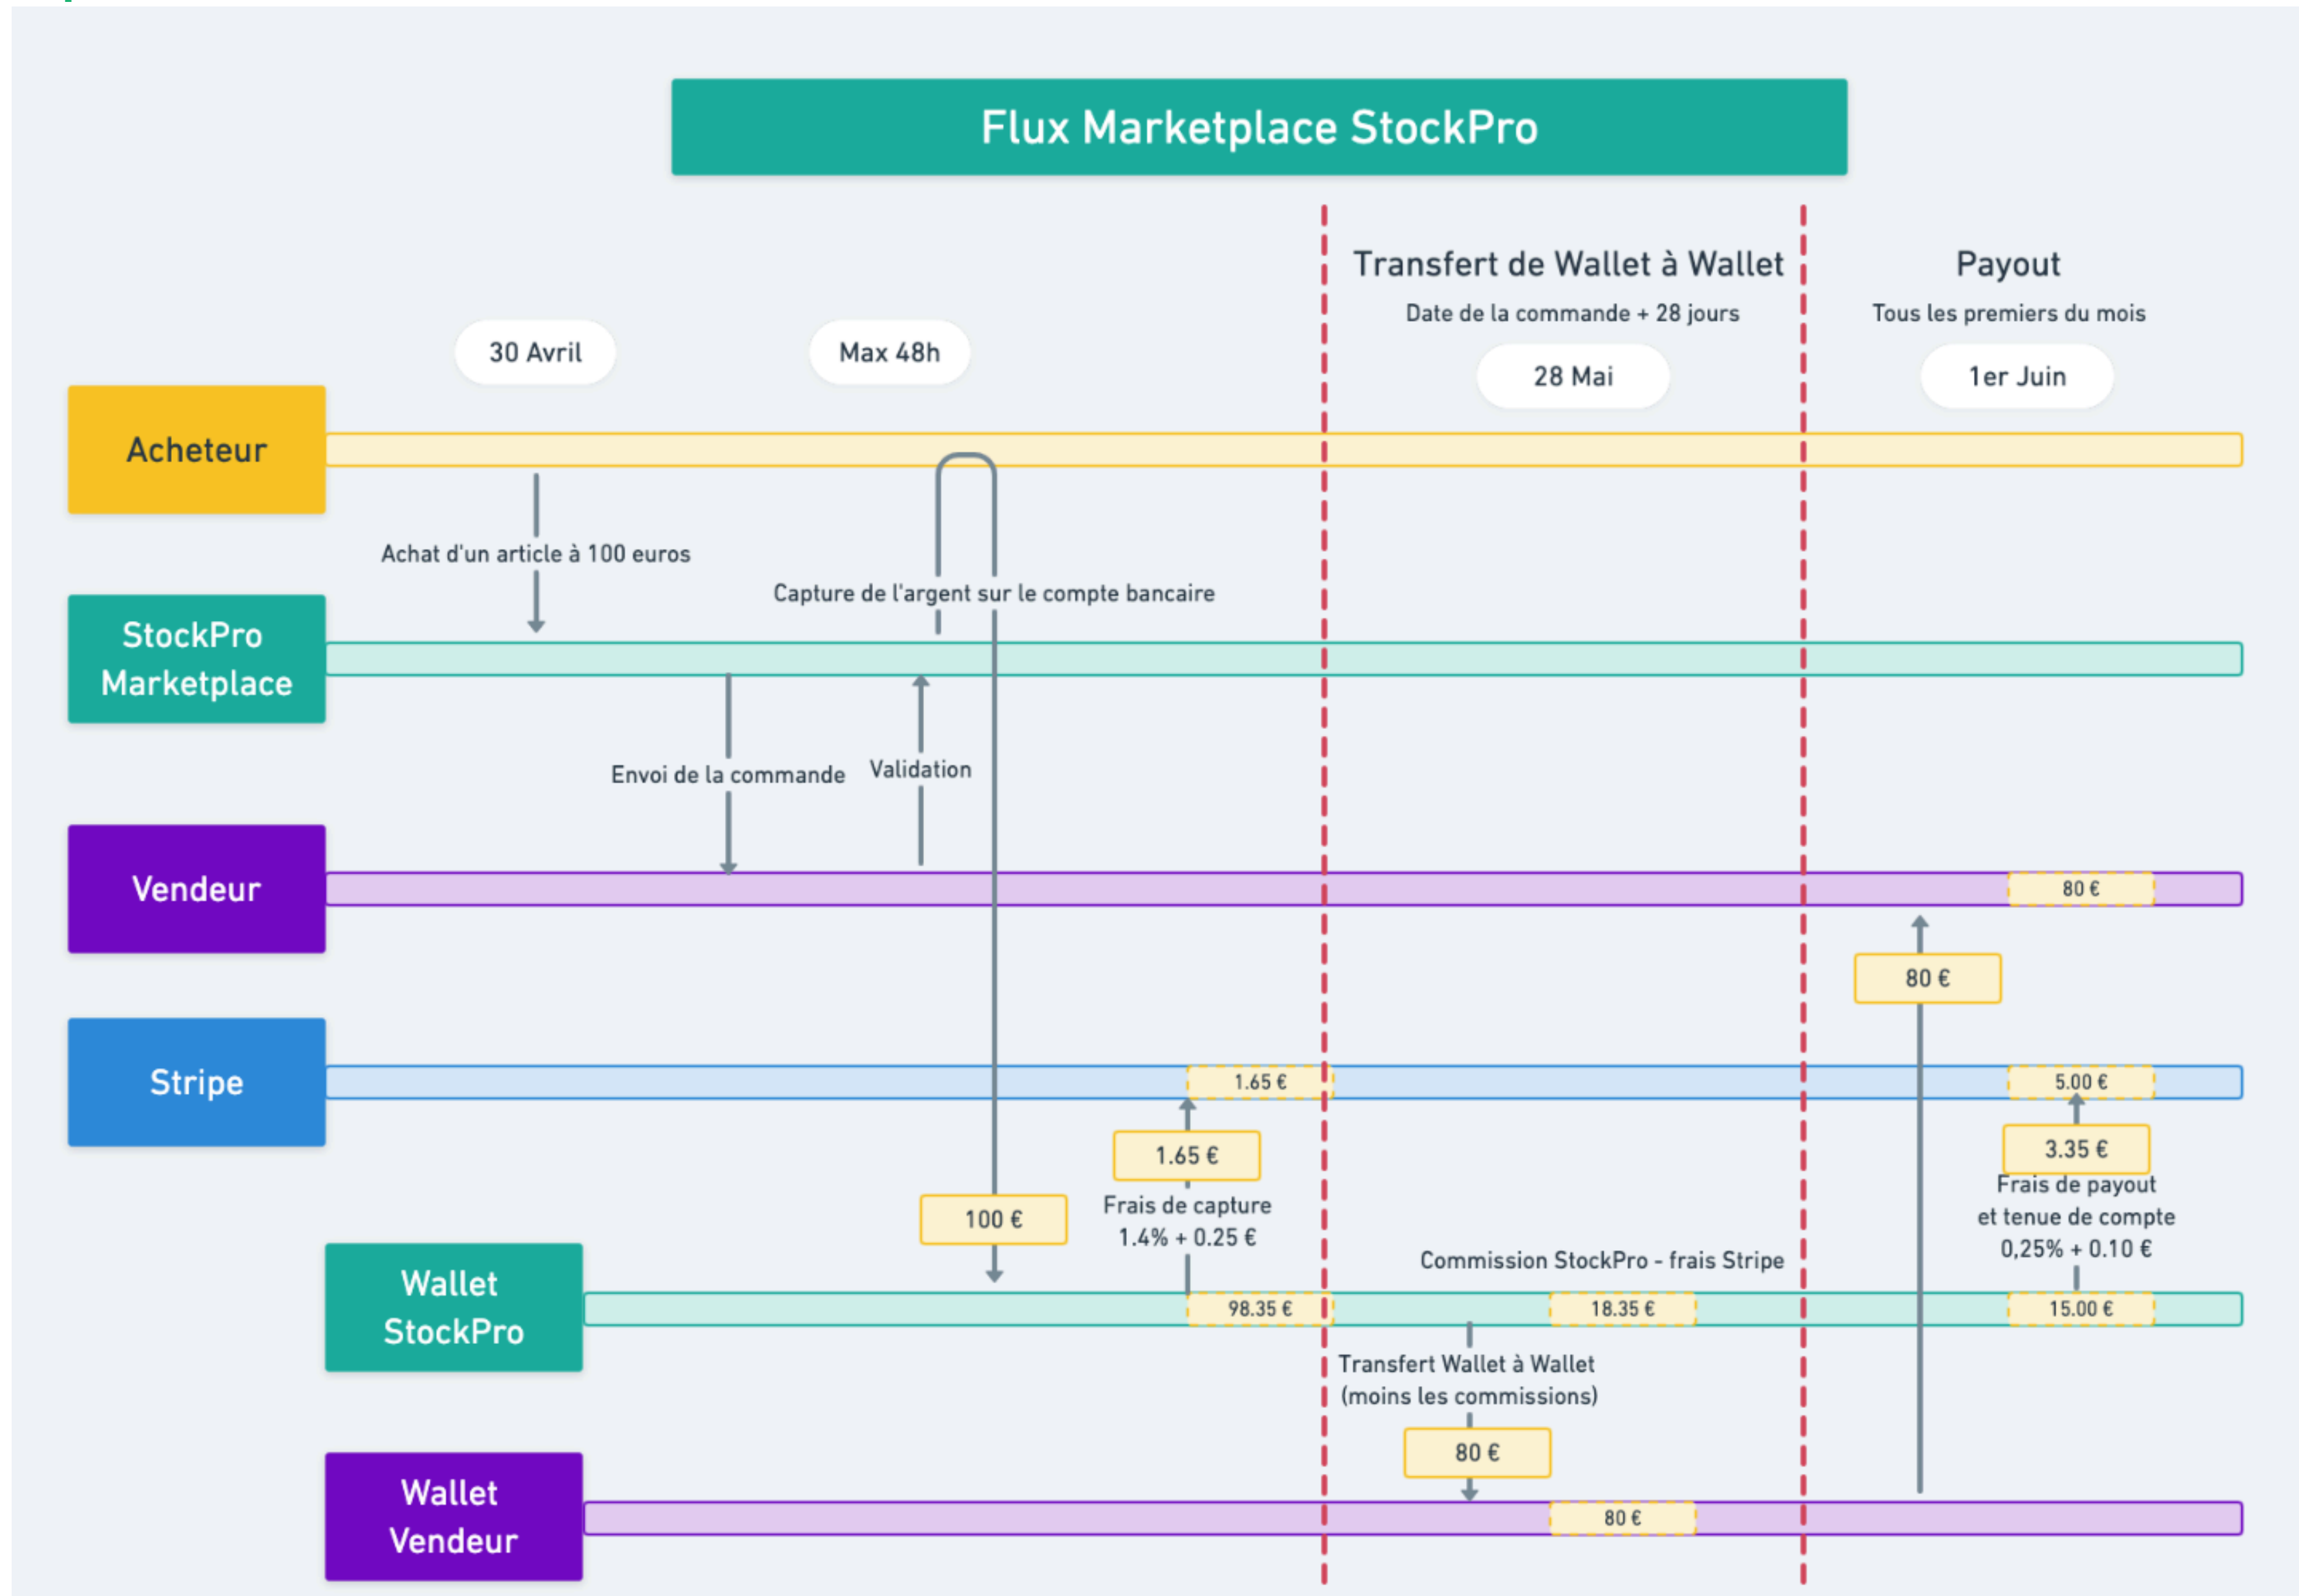 Flux Marketplace StockPro
Transfert de Wallet à Wallet
Payout
Date de la commande + 28 jours
Tous les premiers du mois
30 Avril
Max 48h
28 Mai
1er Juin
Acheteur
Achat d'un article à 100 euros
Capture de l'argent sur le compte bancaire
StockPro
Marketplace
Envoi de la commande
Validation
Vendeur
80 €
80 €
Stripe
1.65 €
5.00 €
1.65 €
3.35 €
Frais de capture
1.4% + 0.25 €
Frais de payout
et tenue de compte
0,25% + 0.10 €
100 €
Commission StockPro - frais Stripe
Wallet
StockPro
98.35 €
18.35 €
15.00 €
Transfert Wallet à Wallet
(moins les commissions)
80 €
Wallet
Vendeur
80 €